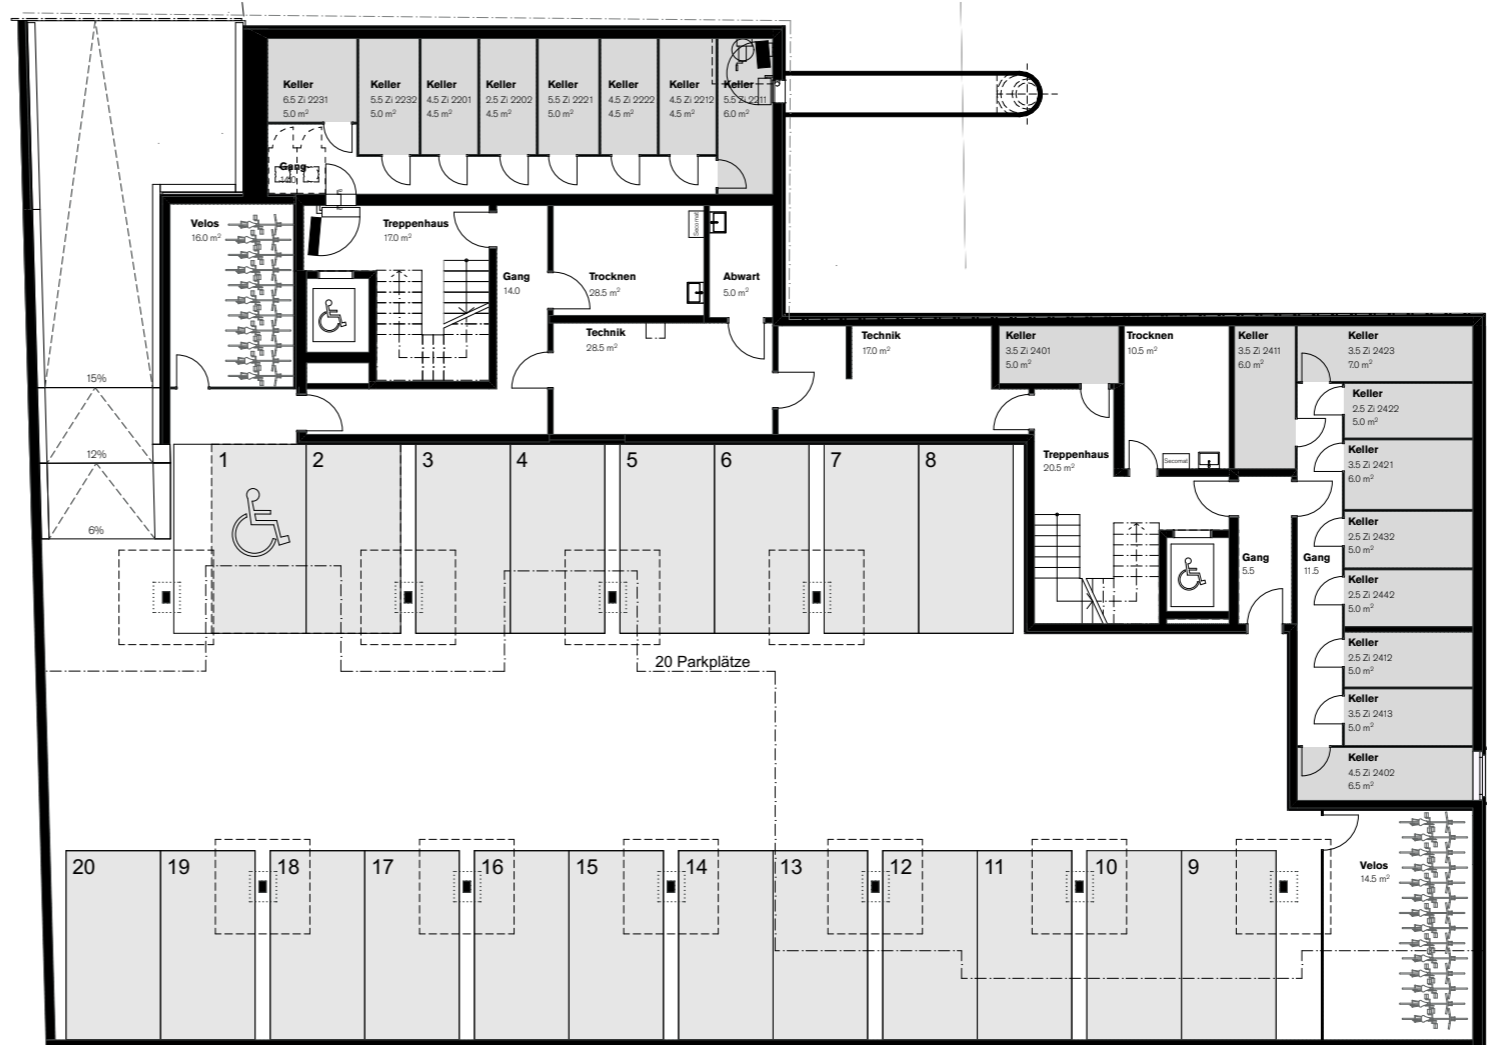 Keller
6.5 Zi 2231
5.0 m²
Keller
5.5 Zi 2232
5.0 m²
Keller
4.5 Zi 2201
4.5 m²
Keller
2.5 Zi 2202
4.5 m²
Keller
5.5 Zi 2221
5.0 m²
Keller
4.5 Zi 2222
4.5 m²
Keller
4.5 Zi 2212
4.5 m²
Keller
5.5 Zi 2211
6.0 m²
Gang
14.0
Velos
16.0 m²
Treppenhaus
17.0 m²
Gang
14.0
Trocknen
28.5 m²
Secomat
Abwart
5.0 m²
Technik
28.5 m²
Technik
17.0 m²
Keller
3.5 Zi 2401
5.0 m²
Trocknen
10.5 m²
Secomat
Keller
3.5 Zi 2411
6.0 m²
Keller
3.5 Zi 2423
7.0 m²
Keller
2.5 Zi 2422
5.0 m²
Keller
3.5 Zi 2421
6.0 m²
Keller
2.5 Zi 2432
5.0 m²
Keller
2.5 Zi 2442
5.0 m²
Keller
2.5 Zi 2412
5.0 m²
Keller
3.5 Zi 2413
5.0 m²
Keller
4.5 Zi 2402
6.5 m²
Treppenhaus
20.5 m²
Gang
5.5
Gang
11.5
15%
12%
6%
1
2
3
4
5
6
7
8
20 Parkplätze
20
19
18
17
16
15
14
13
12
11
10
9
Velos
14.5 m²